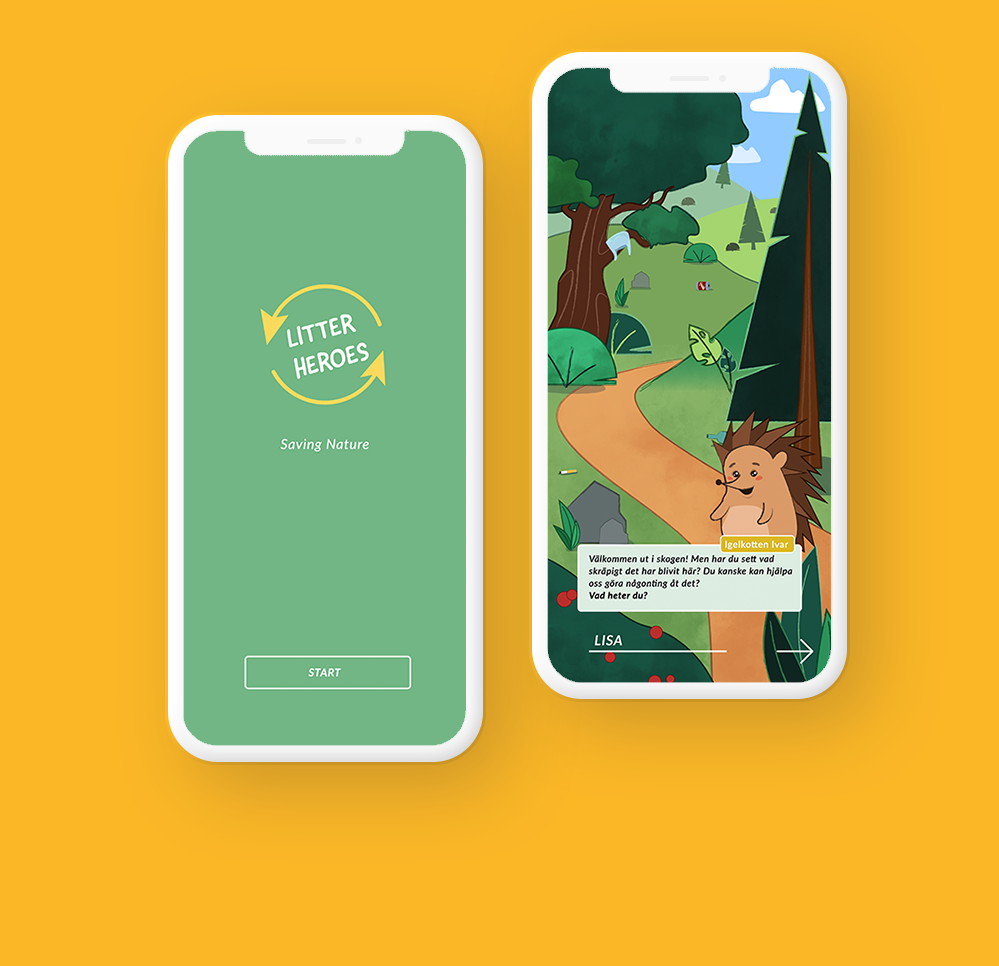 LITTER
HEROES
Saving Nature
START
Igelkotten Ivar
Välkommen ut i skogen! Men har du sett vad
skräpigt det har blivit här? Du kanske kan hjälpa
oss göra någonting åt det?
Vad heter du?
LISA